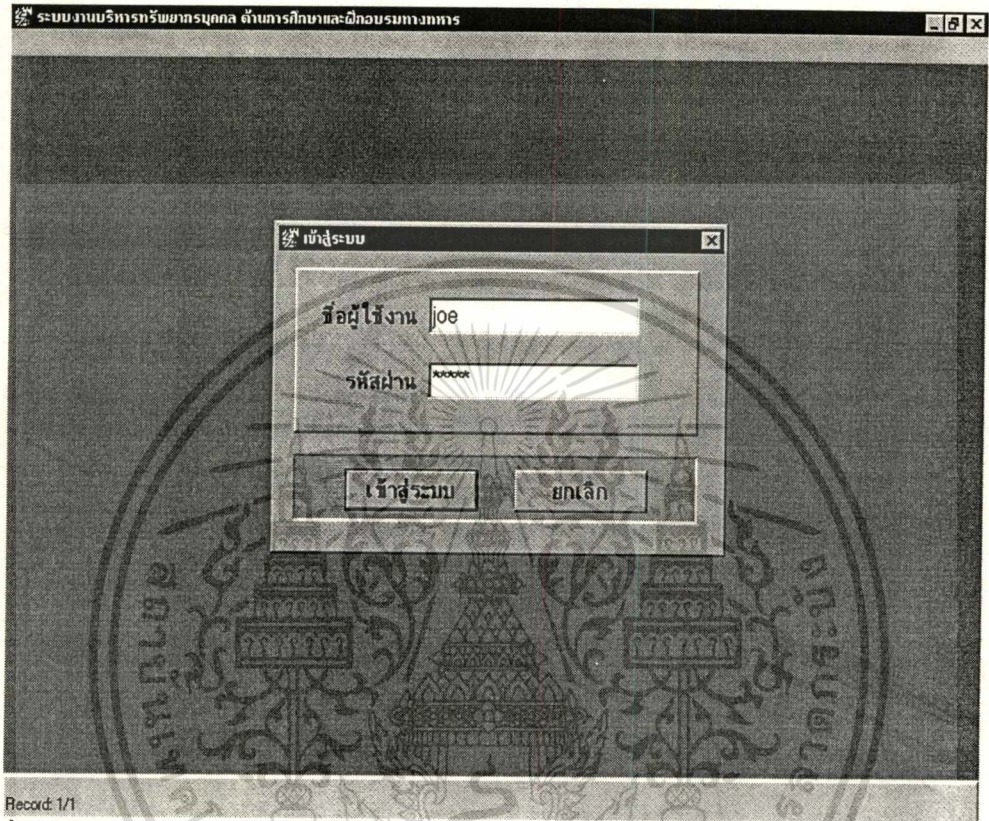 ระบบงานบริหารทรัพยากรบุคคล ด้านการศึกษาและฝึกอบรมทางทหาร
เข้าสู่ระบบ
ชื่อผู้ใช้งาน joe
รหัสผ่าน *****
เข้าสู่ระบบ ยกเลิก
Record: 1/1